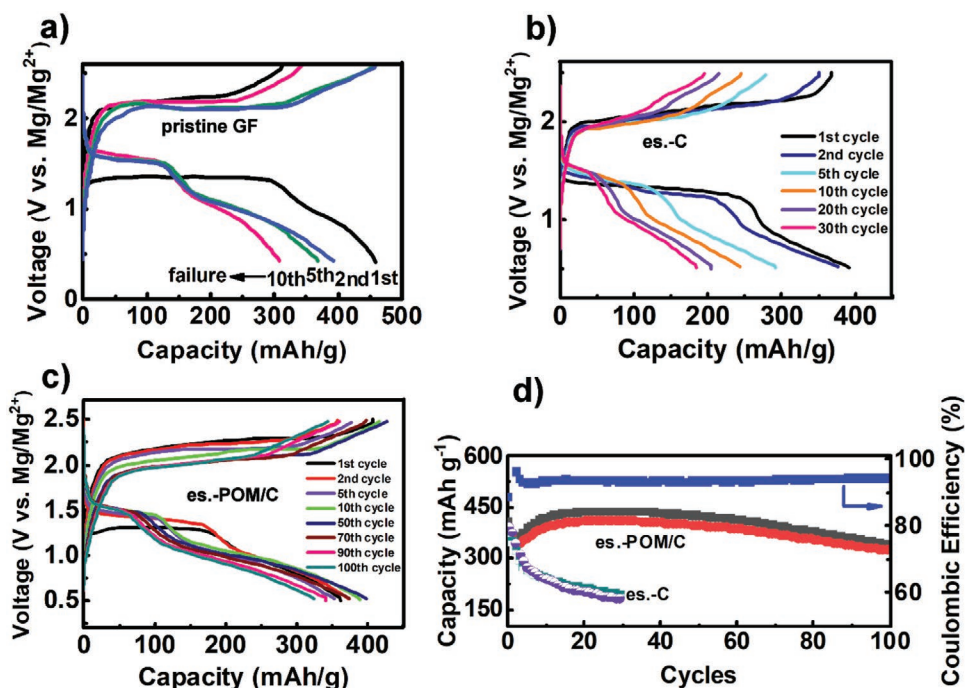 a)
Voltage (V vs. Mg/Mg²⁺)
2
1
0
pristine GF
failure ← 10th 5th 2nd 1st
0 100 200 300 400 500
Capacity (mAh/g)
b)
Voltage (V vs. Mg/Mg²⁺)
2
1
es.-C
1st cycle
2nd cycle
5th cycle
10th cycle
20th cycle
30th cycle
0 100 200 300 400
Capacity (mAh/g)
c)
Voltage (V vs. Mg/Mg²⁺)
2.5
2.0
1.5
1.0
0.5
es.-POM/C
1st cycle
2nd cycle
5th cycle
10th cycle
50th cycle
70th cycle
90th cycle
100th cycle
0 100 200 300 400
Capacity (mAh/g)
d)
Capacity (mAh g⁻¹)
600
450
300
150
es.-POM/C
es.-C
0 20 40 60 80 100
Cycles
100
80
60
Coulombic Efficiency (%)